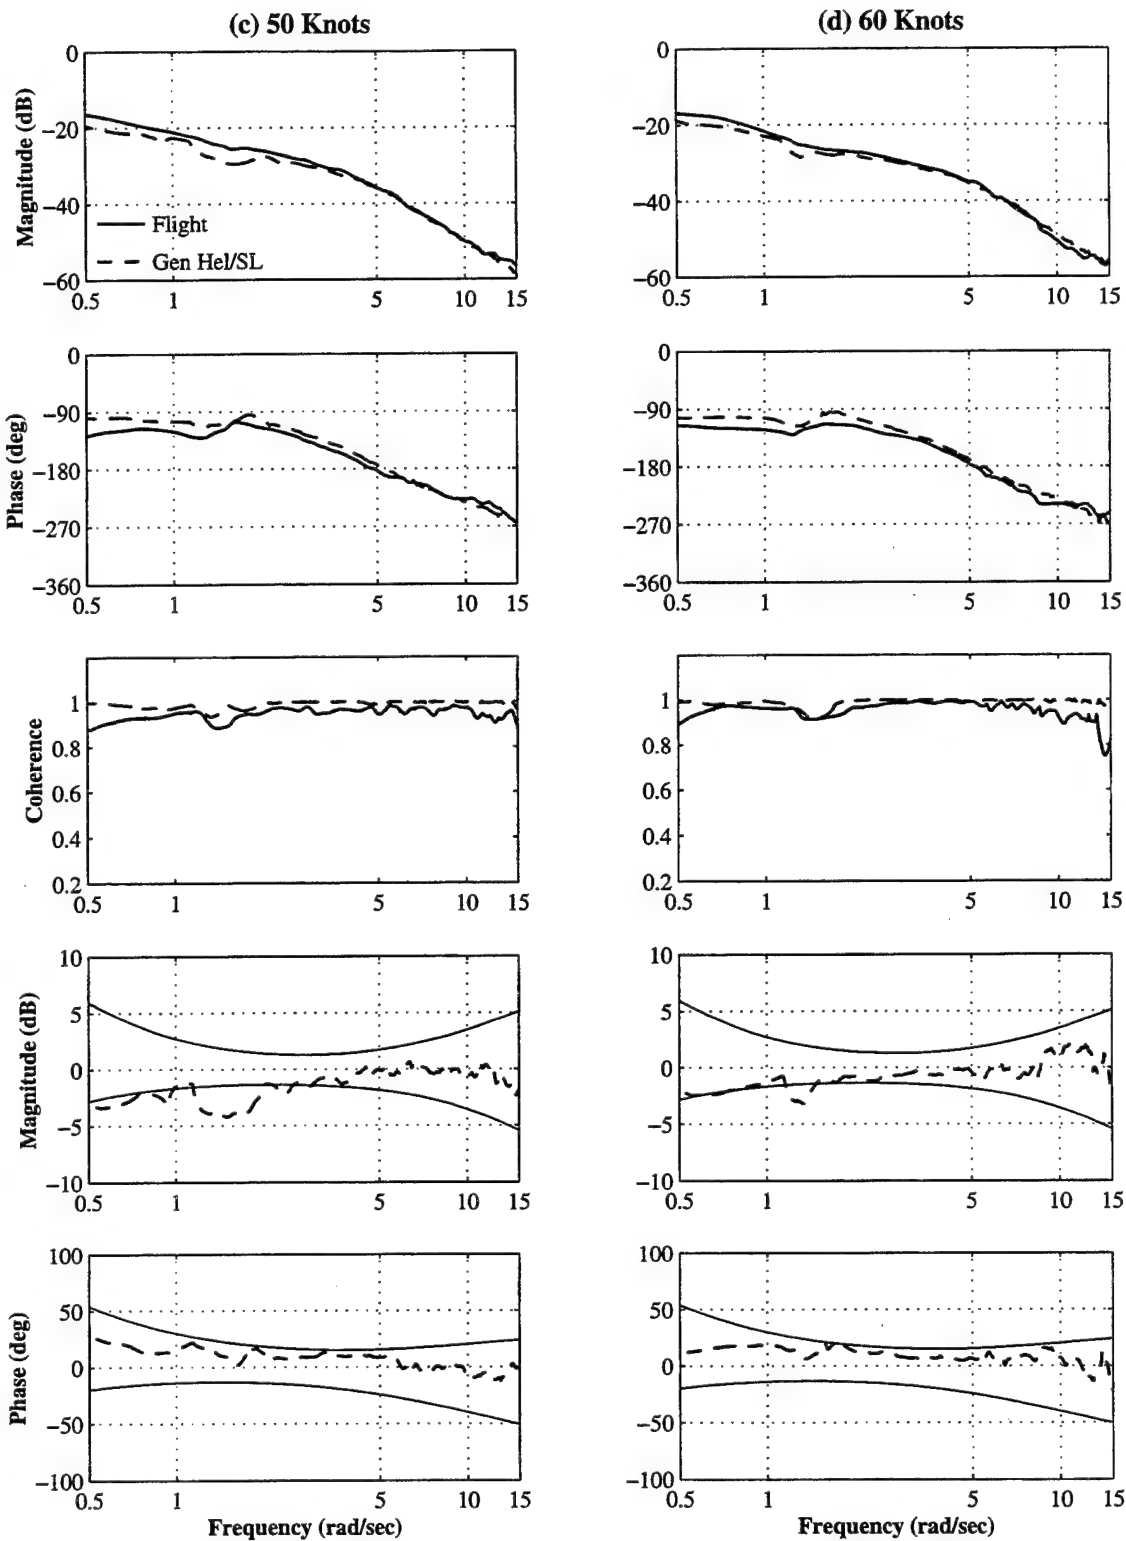 (c) 50 Knots
(d) 60 Knots
Magnitude (dB)
0
−20
−40
−60
Flight
Gen Hel/SL
0.5 1 5 10 15
0
−20
−40
−60
0.5 1 5 10 15
Phase (deg)
0
−90
−180
−270
−360
0.5 1 5 10 15
0
−90
−180
−270
−360
0.5 1 5 10 15
Coherence
1
0.8
0.6
0.4
0.2
0.5 1 5 10 15
1
0.8
0.6
0.4
0.2
0.5 1 5 10 15
Magnitude (dB)
10
5
0
−5
−10
0.5 1 5 10 15
10
5
0
−5
−10
0.5 1 5 10 15
Phase (deg)
100
50
0
−50
−100
0.5 1 5 10 15
Frequency (rad/sec)
100
50
0
−50
−100
0.5 1 5 10 15
Frequency (rad/sec)